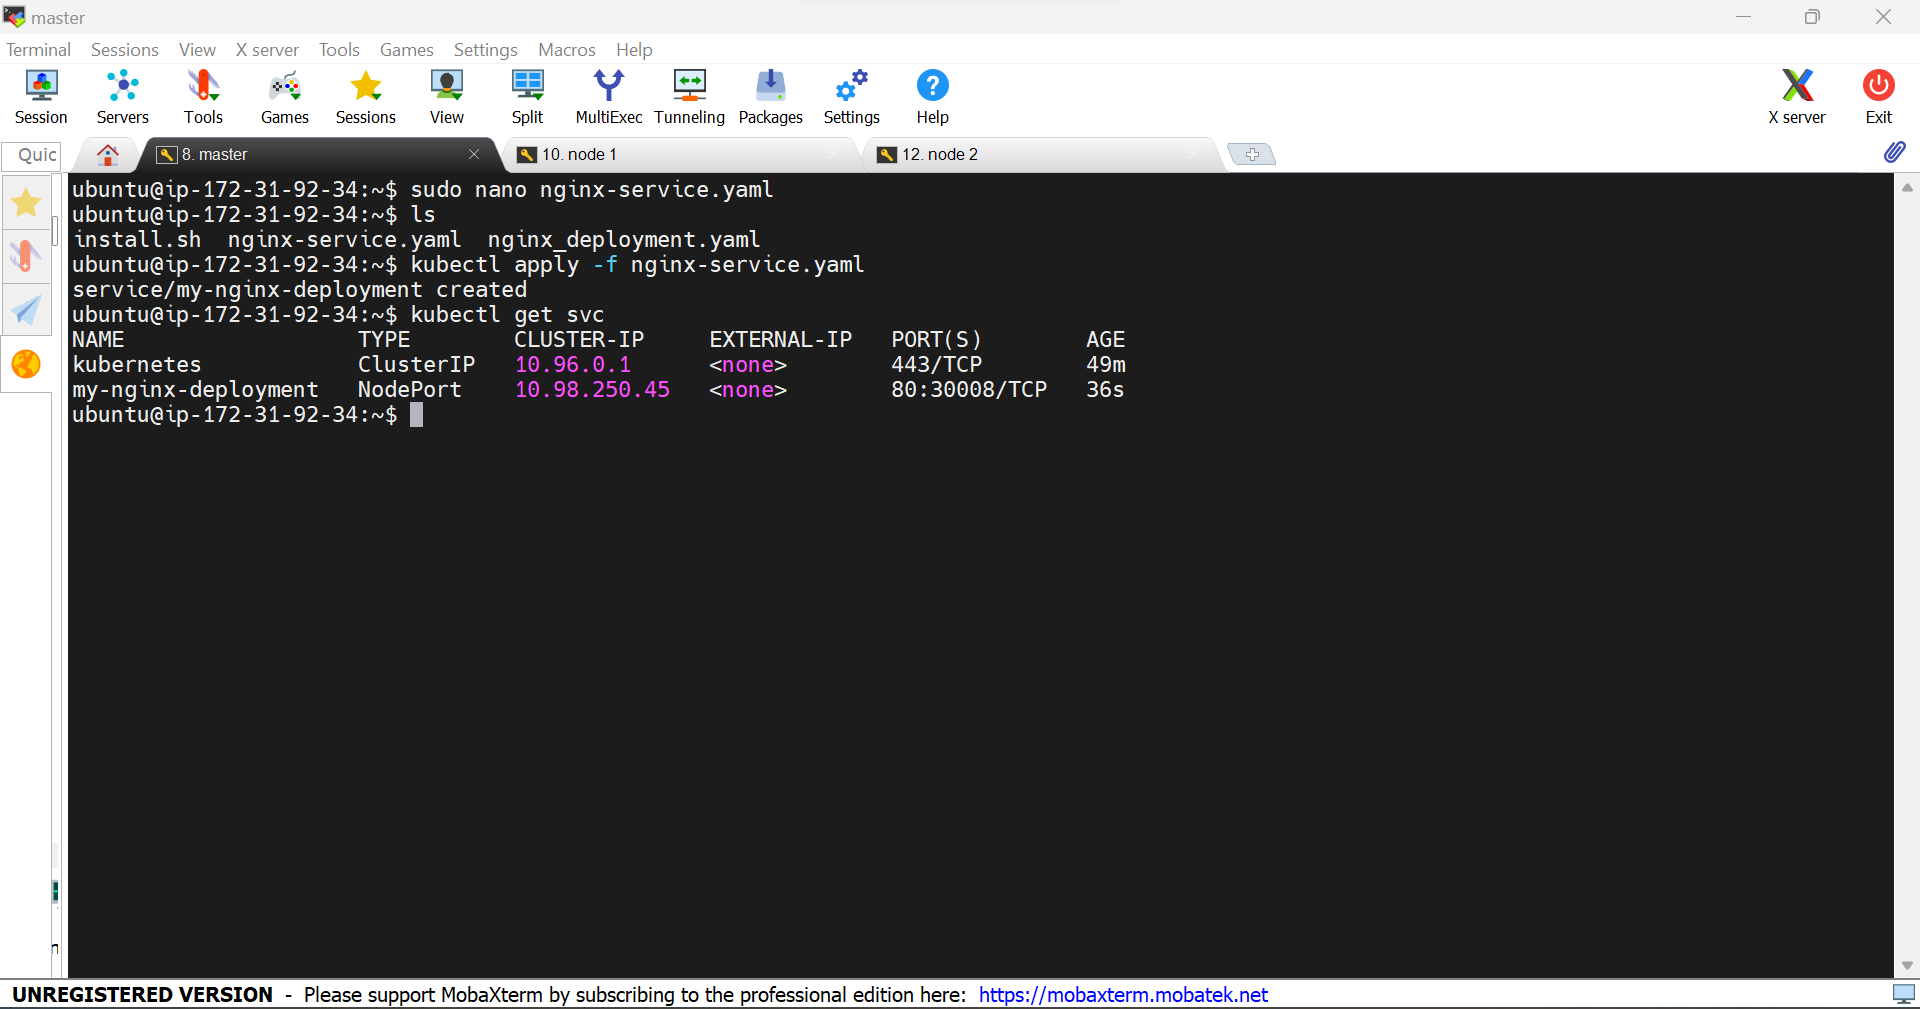 master
Terminal Sessions View X server Tools Games Settings Macros Help
Session Servers Tools Games Sessions View Split MultiExec Tunneling Packages Settings Help X server Exit
Quic 8. master 10. node 1 12. node 2
ubuntu@ip-172-31-92-34:~$ sudo nano nginx-service.yaml
ubuntu@ip-172-31-92-34:~$ ls
install.sh  nginx-service.yaml  nginx_deployment.yaml
ubuntu@ip-172-31-92-34:~$ kubectl apply -f nginx-service.yaml
service/my-nginx-deployment created
ubuntu@ip-172-31-92-34:~$ kubectl get svc
NAME                  TYPE        CLUSTER-IP     EXTERNAL-IP   PORT(S)        AGE
kubernetes            ClusterIP   10.96.0.1      <none>        443/TCP        49m
my-nginx-deployment   NodePort    10.98.250.45   <none>        80:30008/TCP   36s
ubuntu@ip-172-31-92-34:~$
UNREGISTERED VERSION - Please support MobaXterm by subscribing to the professional edition here: https://mobaxterm.mobatek.net